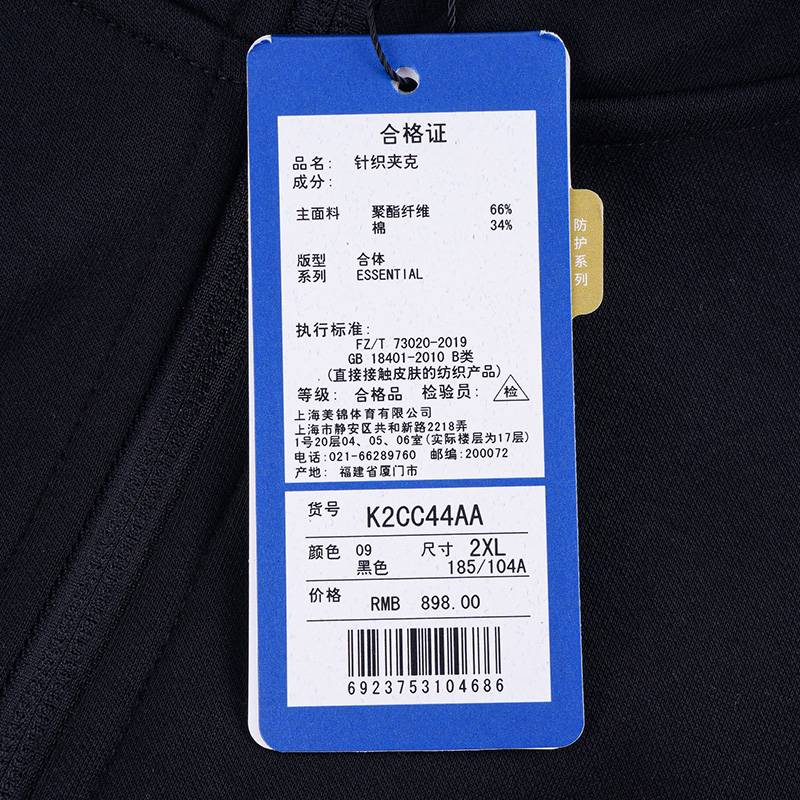 合格证
品名: 针织夹克
成分:
主面料 聚酯纤维 66%
棉 34%
版型 合体
系列 ESSENTIAL
执行标准:
FZ/T 73020-2019
GB 18401-2010 B类
(直接接触皮肤的纺织产品)
等级: 合格品 检验员: 检
上海美锦体育有限公司
上海市静安区共和新路2218弄
1号20层04、05、06室(实际楼层为17层)
电话:021-66289760 邮编:200072
产地: 福建省厦门市
防护系列
货号 K2CC44AA
颜色 09 尺寸 2XL
黑色 185/104A
价格 RMB 898.00
6923753104686